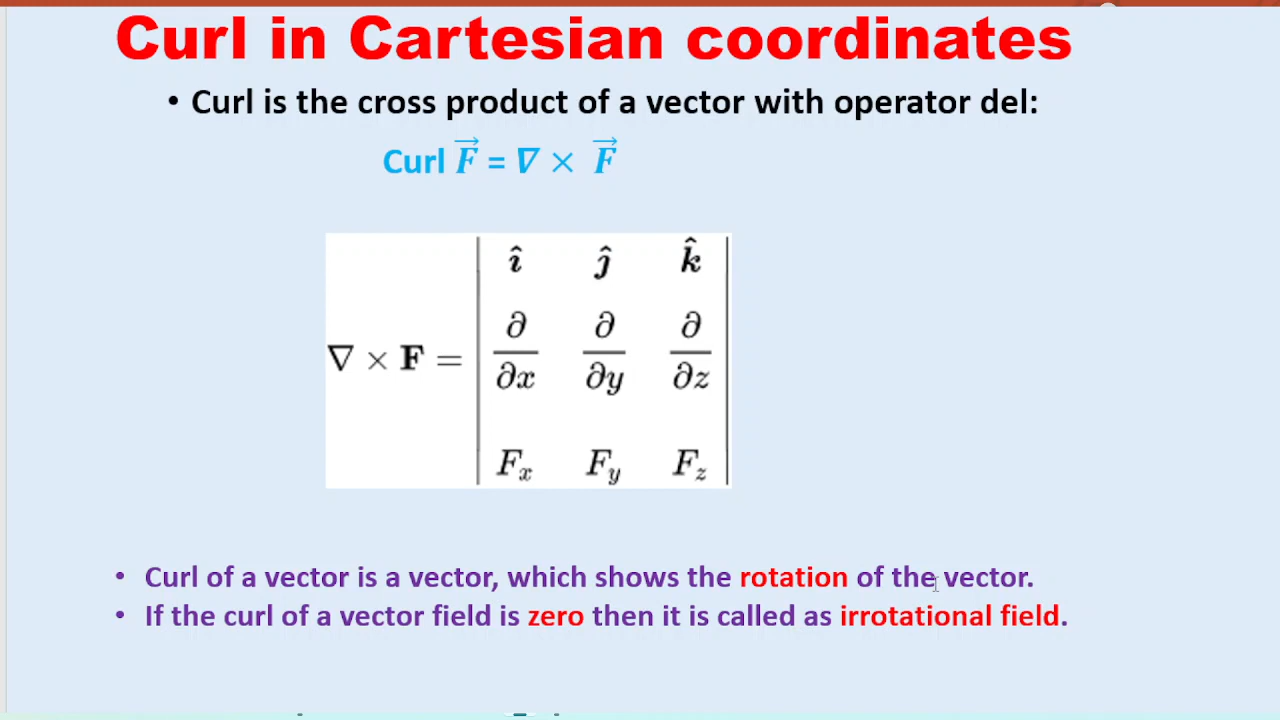 Curl in Cartesian coordinates
• Curl is the cross product of a vector with operator del:
Curl F⃗ = ∇ × F⃗
î ĵ k̂
∂ ∂ ∂
∇ × F =
∂x ∂y ∂z
Fx Fy Fz
• Curl of a vector is a vector, which shows the rotation of the vector.
• If the curl of a vector field is zero then it is called as irrotational field.